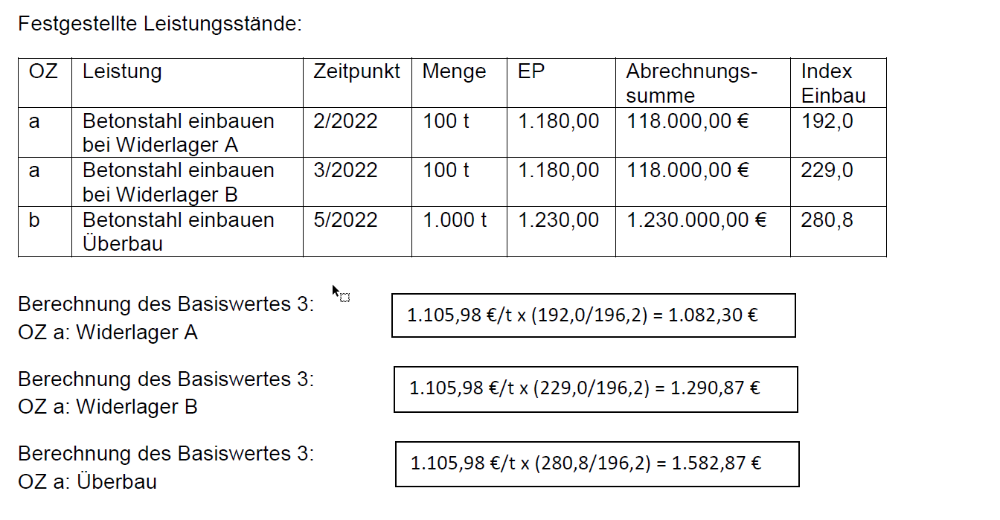 Festgestellte Leistungsstände:
OZ Leistung Zeitpunkt Menge EP Abrechnungs- Index
summe Einbau
a Betonstahl einbauen 2/2022 100 t 1.180,00 118.000,00 € 192,0
bei Widerlager A
a Betonstahl einbauen 3/2022 100 t 1.180,00 118.000,00 € 229,0
bei Widerlager B
b Betonstahl einbauen 5/2022 1.000 t 1.230,00 1.230.000,00 € 280,8
Überbau
Berechnung des Basiswertes 3:
OZ a: Widerlager A
1.105,98 €/t x (192,0/196,2) = 1.082,30 €
Berechnung des Basiswertes 3:
OZ a: Widerlager B
1.105,98 €/t x (229,0/196,2) = 1.290,87 €
Berechnung des Basiswertes 3:
OZ a: Überbau
1.105,98 €/t x (280,8/196,2) = 1.582,87 €